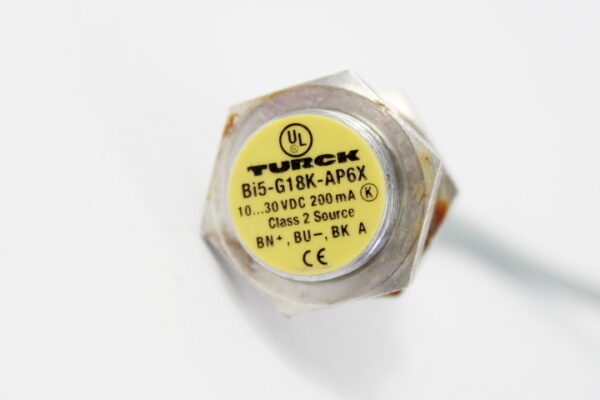 UL
TURCK
Bi5-G18K-AP6X
10...30 VDC 200 mA K
Class 2 Source
BN+, BU−, BK A
CE